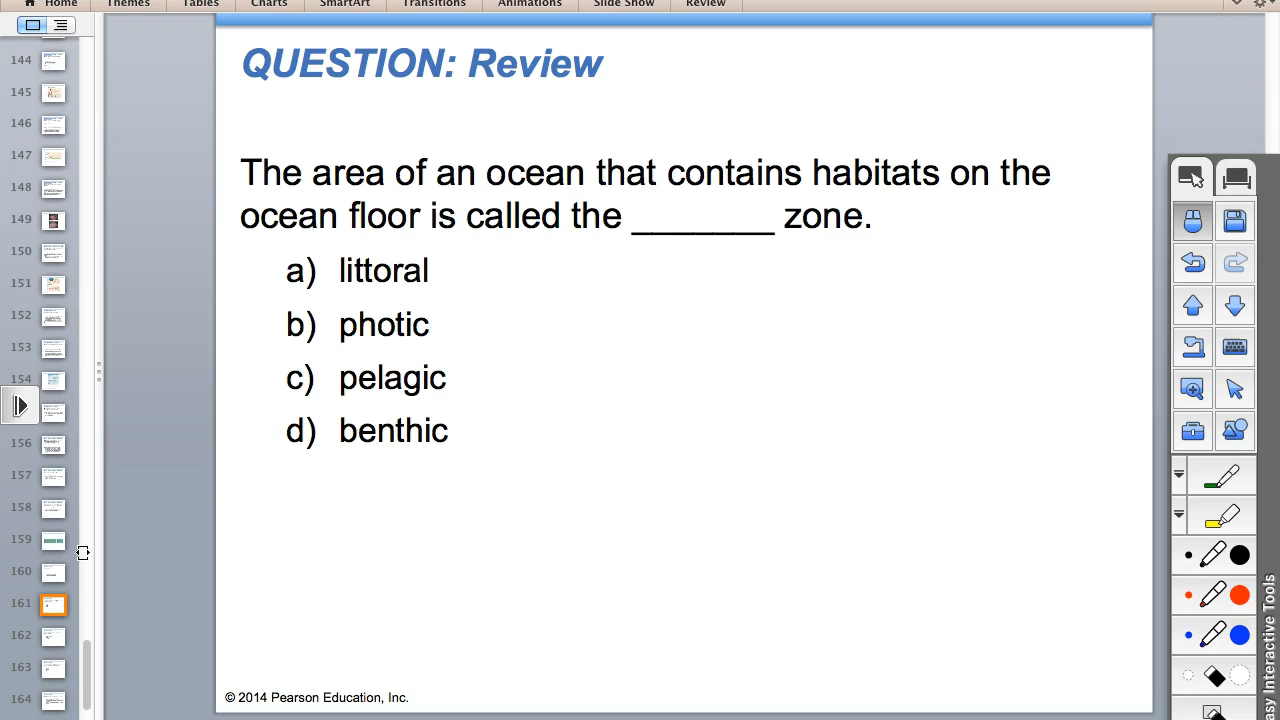 Home Themes Tables Charts SmartArt Transitions Animations Slide Show Review
QUESTION: Review
The area of an ocean that contains habitats on the
ocean floor is called the _______ zone.
a) littoral
b) photic
c) pelagic
d) benthic
© 2014 Pearson Education, Inc.
144
145
146
147
148
149
150
151
152
153
154
156
157
158
159
160
161
162
163
164
asy Interactive Tools